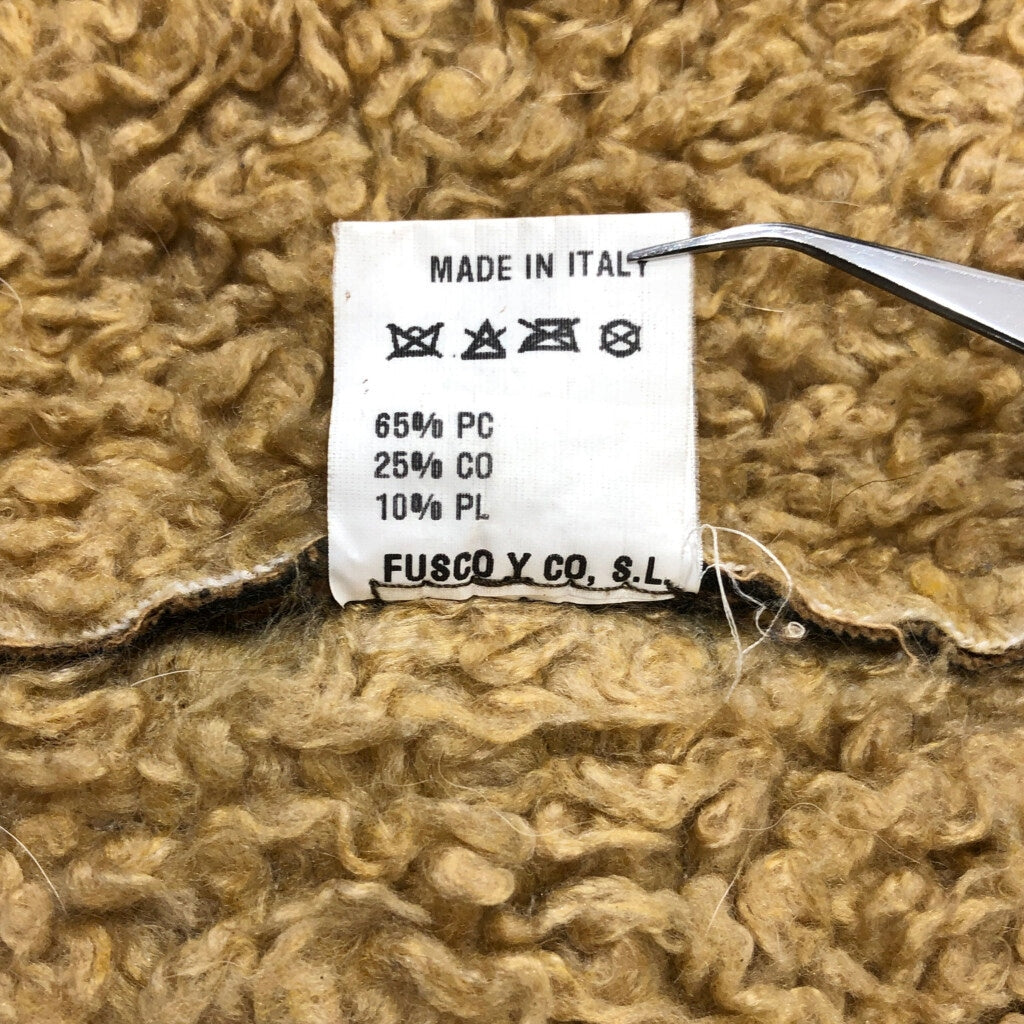 MADE IN ITALY
65% PC
25% CO
10% PL
FUSCO Y CO, S.L.